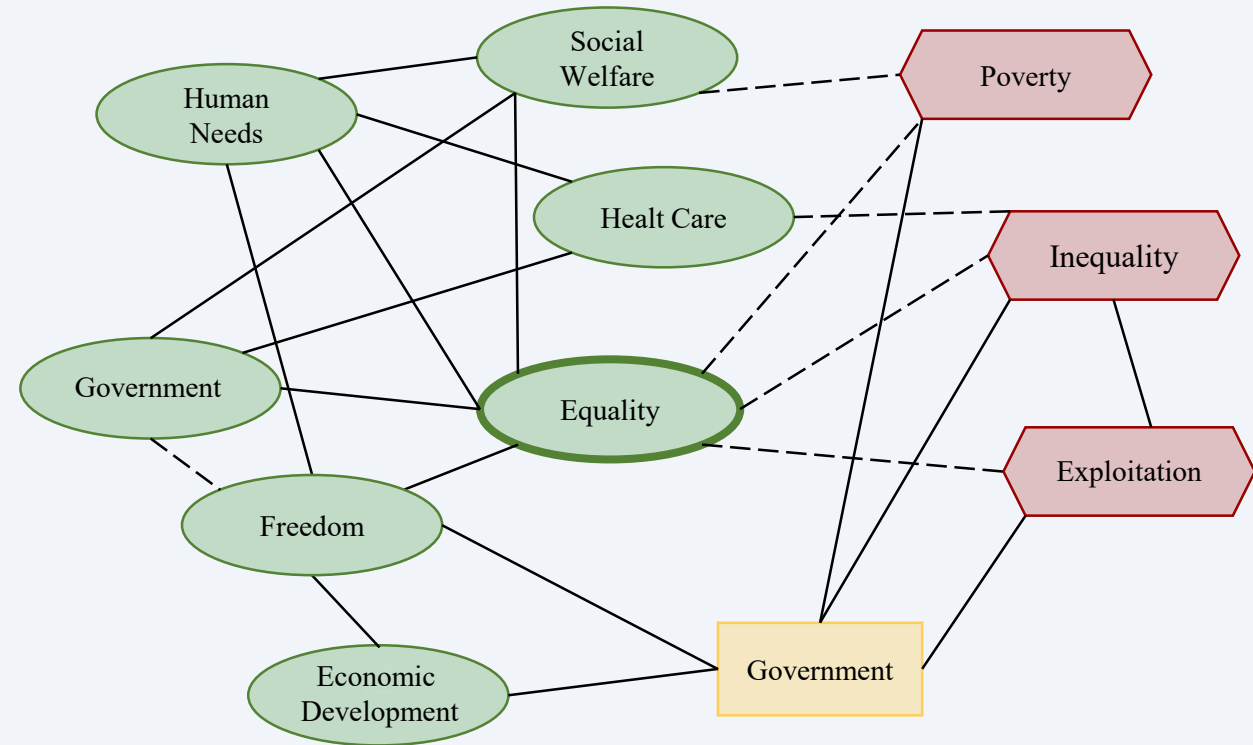 Social
Welfare
Poverty
Human
Needs
Healt Care
Inequality
Government
Equality
Exploitation
Freedom
Economic
Development
Government